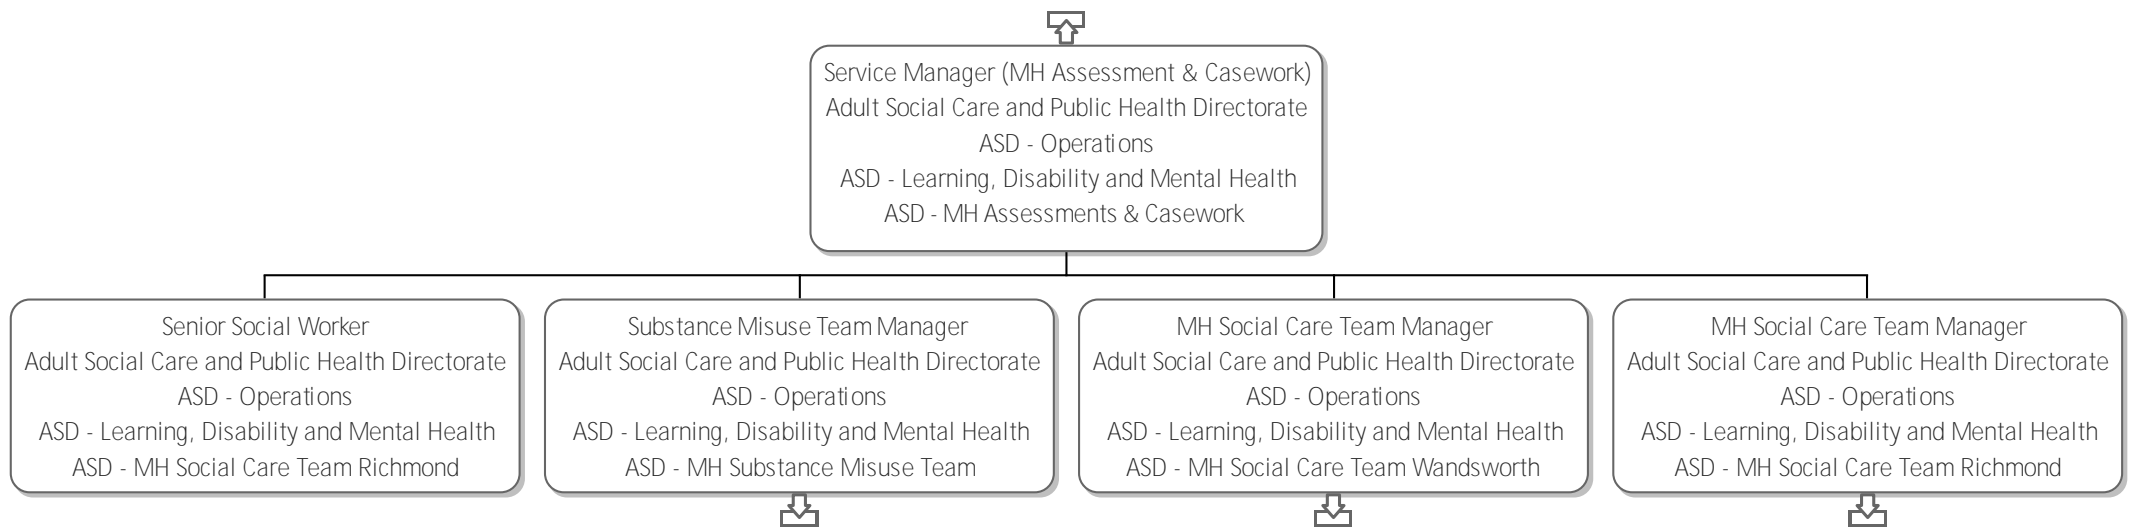 Service Manager (MH Assessment & Casework)
Adult Social Care and Public Health Directorate
ASD - Operations
ASD - Learning, Disability and Mental Health
ASD - MH Assessments & Casework
Senior Social Worker
Adult Social Care and Public Health Directorate
ASD - Operations
ASD - Learning, Disability and Mental Health
ASD - MH Social Care Team Richmond
Substance Misuse Team Manager
Adult Social Care and Public Health Directorate
ASD - Operations
ASD - Learning, Disability and Mental Health
ASD - MH Substance Misuse Team
MH Social Care Team Manager
Adult Social Care and Public Health Directorate
ASD - Operations
ASD - Learning, Disability and Mental Health
ASD - MH Social Care Team Wandsworth
MH Social Care Team Manager
Adult Social Care and Public Health Directorate
ASD - Operations
ASD - Learning, Disability and Mental Health
ASD - MH Social Care Team Richmond